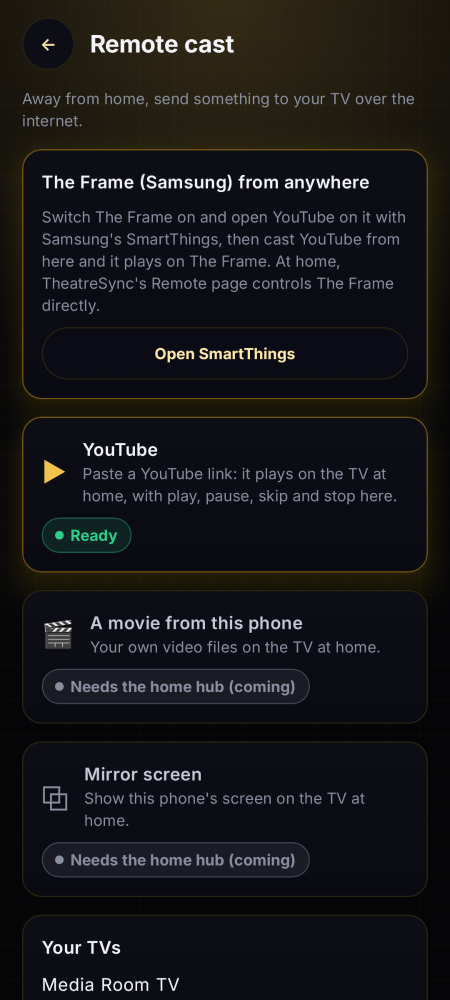 Remote cast
Away from home, send something to your TV over the
internet.
The Frame (Samsung) from anywhere
Switch The Frame on and open YouTube on it with
Samsung's SmartThings, then cast YouTube from
here and it plays on The Frame. At home,
TheatreSync's Remote page controls The Frame
directly.
Open SmartThings
YouTube
Paste a YouTube link: it plays on the TV at
home, with play, pause, skip and stop here.
Ready
A movie from this phone
Your own video files on the TV at home.
Needs the home hub (coming)
Mirror screen
Show this phone's screen on the TV at
home.
Needs the home hub (coming)
Your TVs
Media Room TV